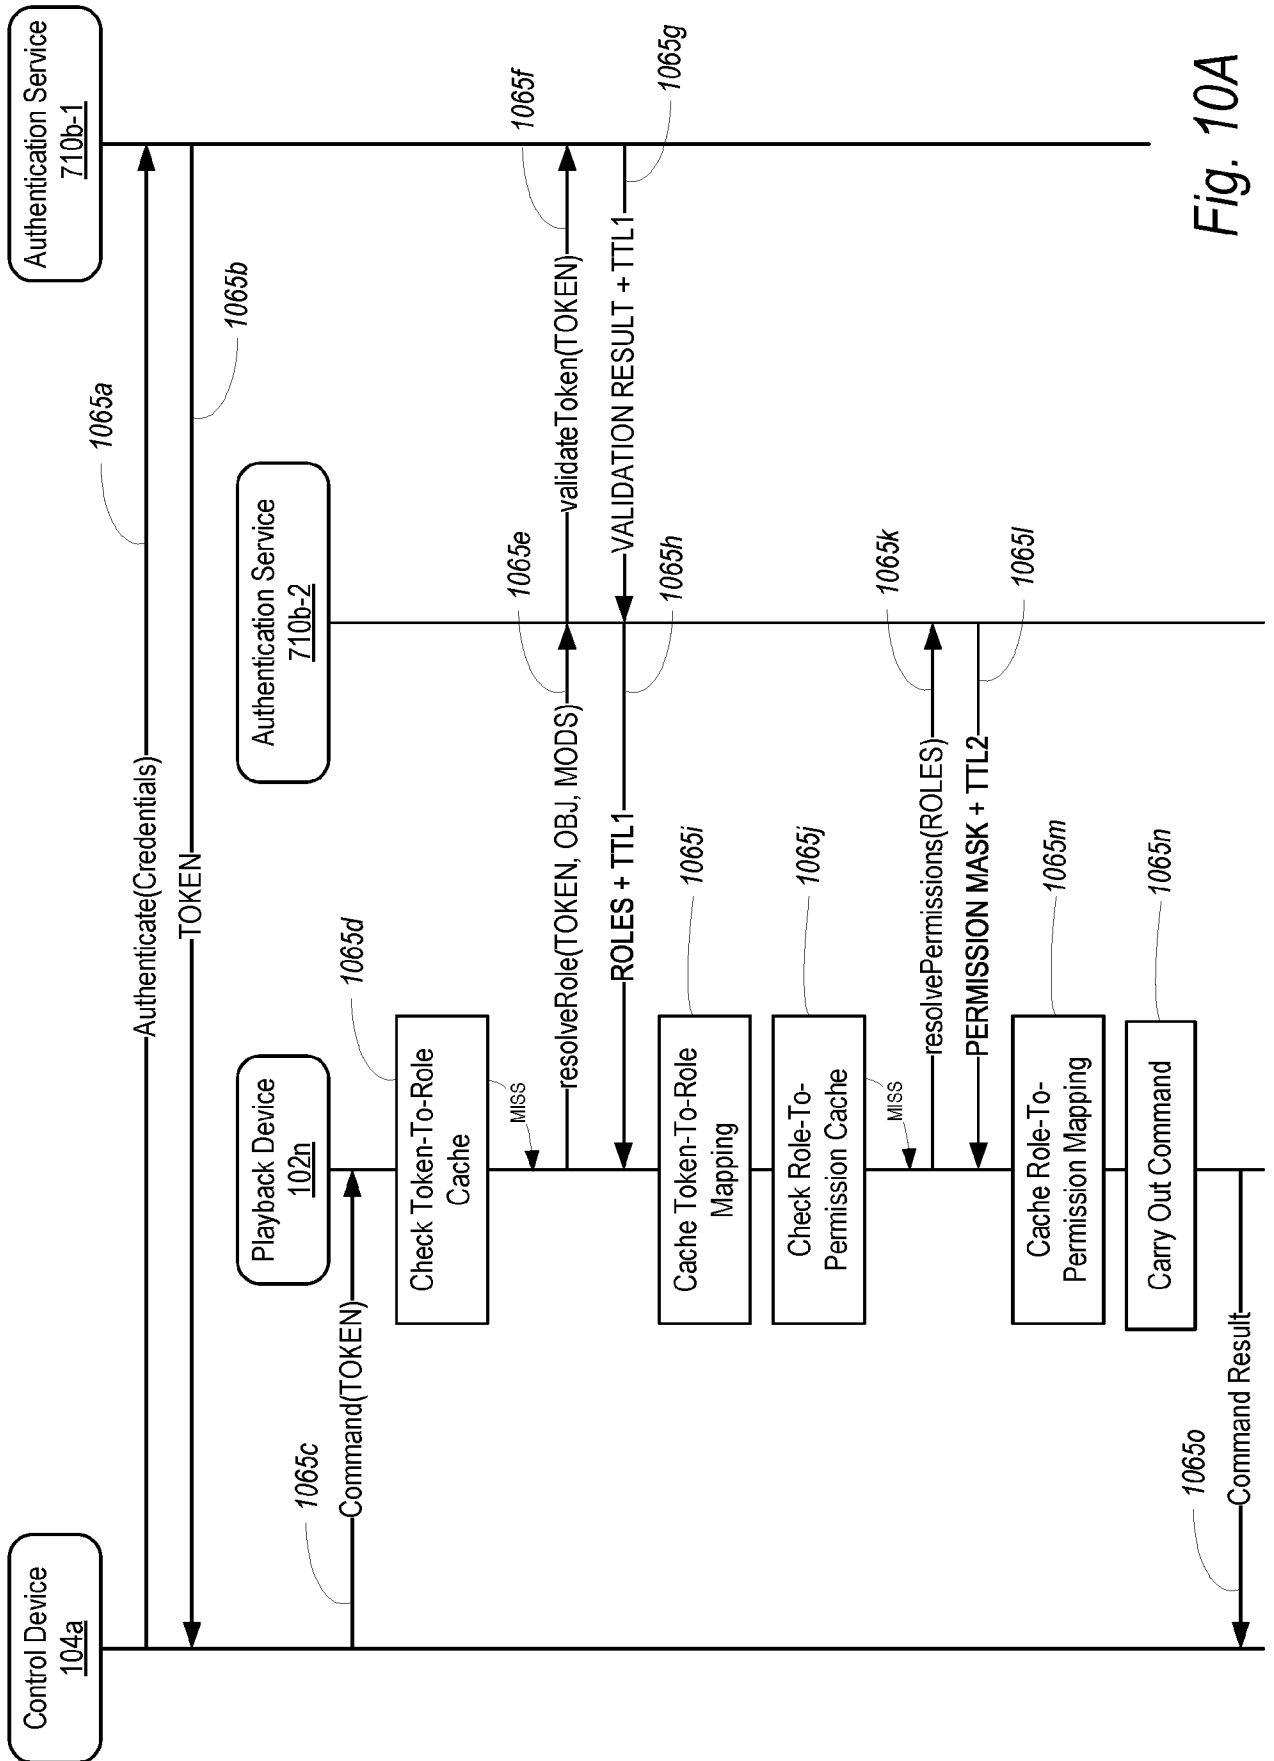 Control Device
104a
Authentication Service
710b-1
Authenticate(Credentials)
1065a
TOKEN
1065b
Playback Device
102n
Authentication Service
710b-2
1065c
Command(TOKEN)
Check Token-To-Role
Cache
1065d
MISS
resolveRole(TOKEN, OBJ, MODS)
1065e
validateToken(TOKEN)
1065f
ROLES + TTL1
1065h
VALIDATION RESULT + TTL1
1065g
Cache Token-To-Role
Mapping
1065i
Check Role-To-
Permission Cache
1065j
MISS
resolvePermissions(ROLES)
1065k
PERMISSION MASK + TTL2
1065l
Cache Role-To-
Permission Mapping
1065m
Carry Out Command
1065n
1065o
Command Result
Fig. 10A